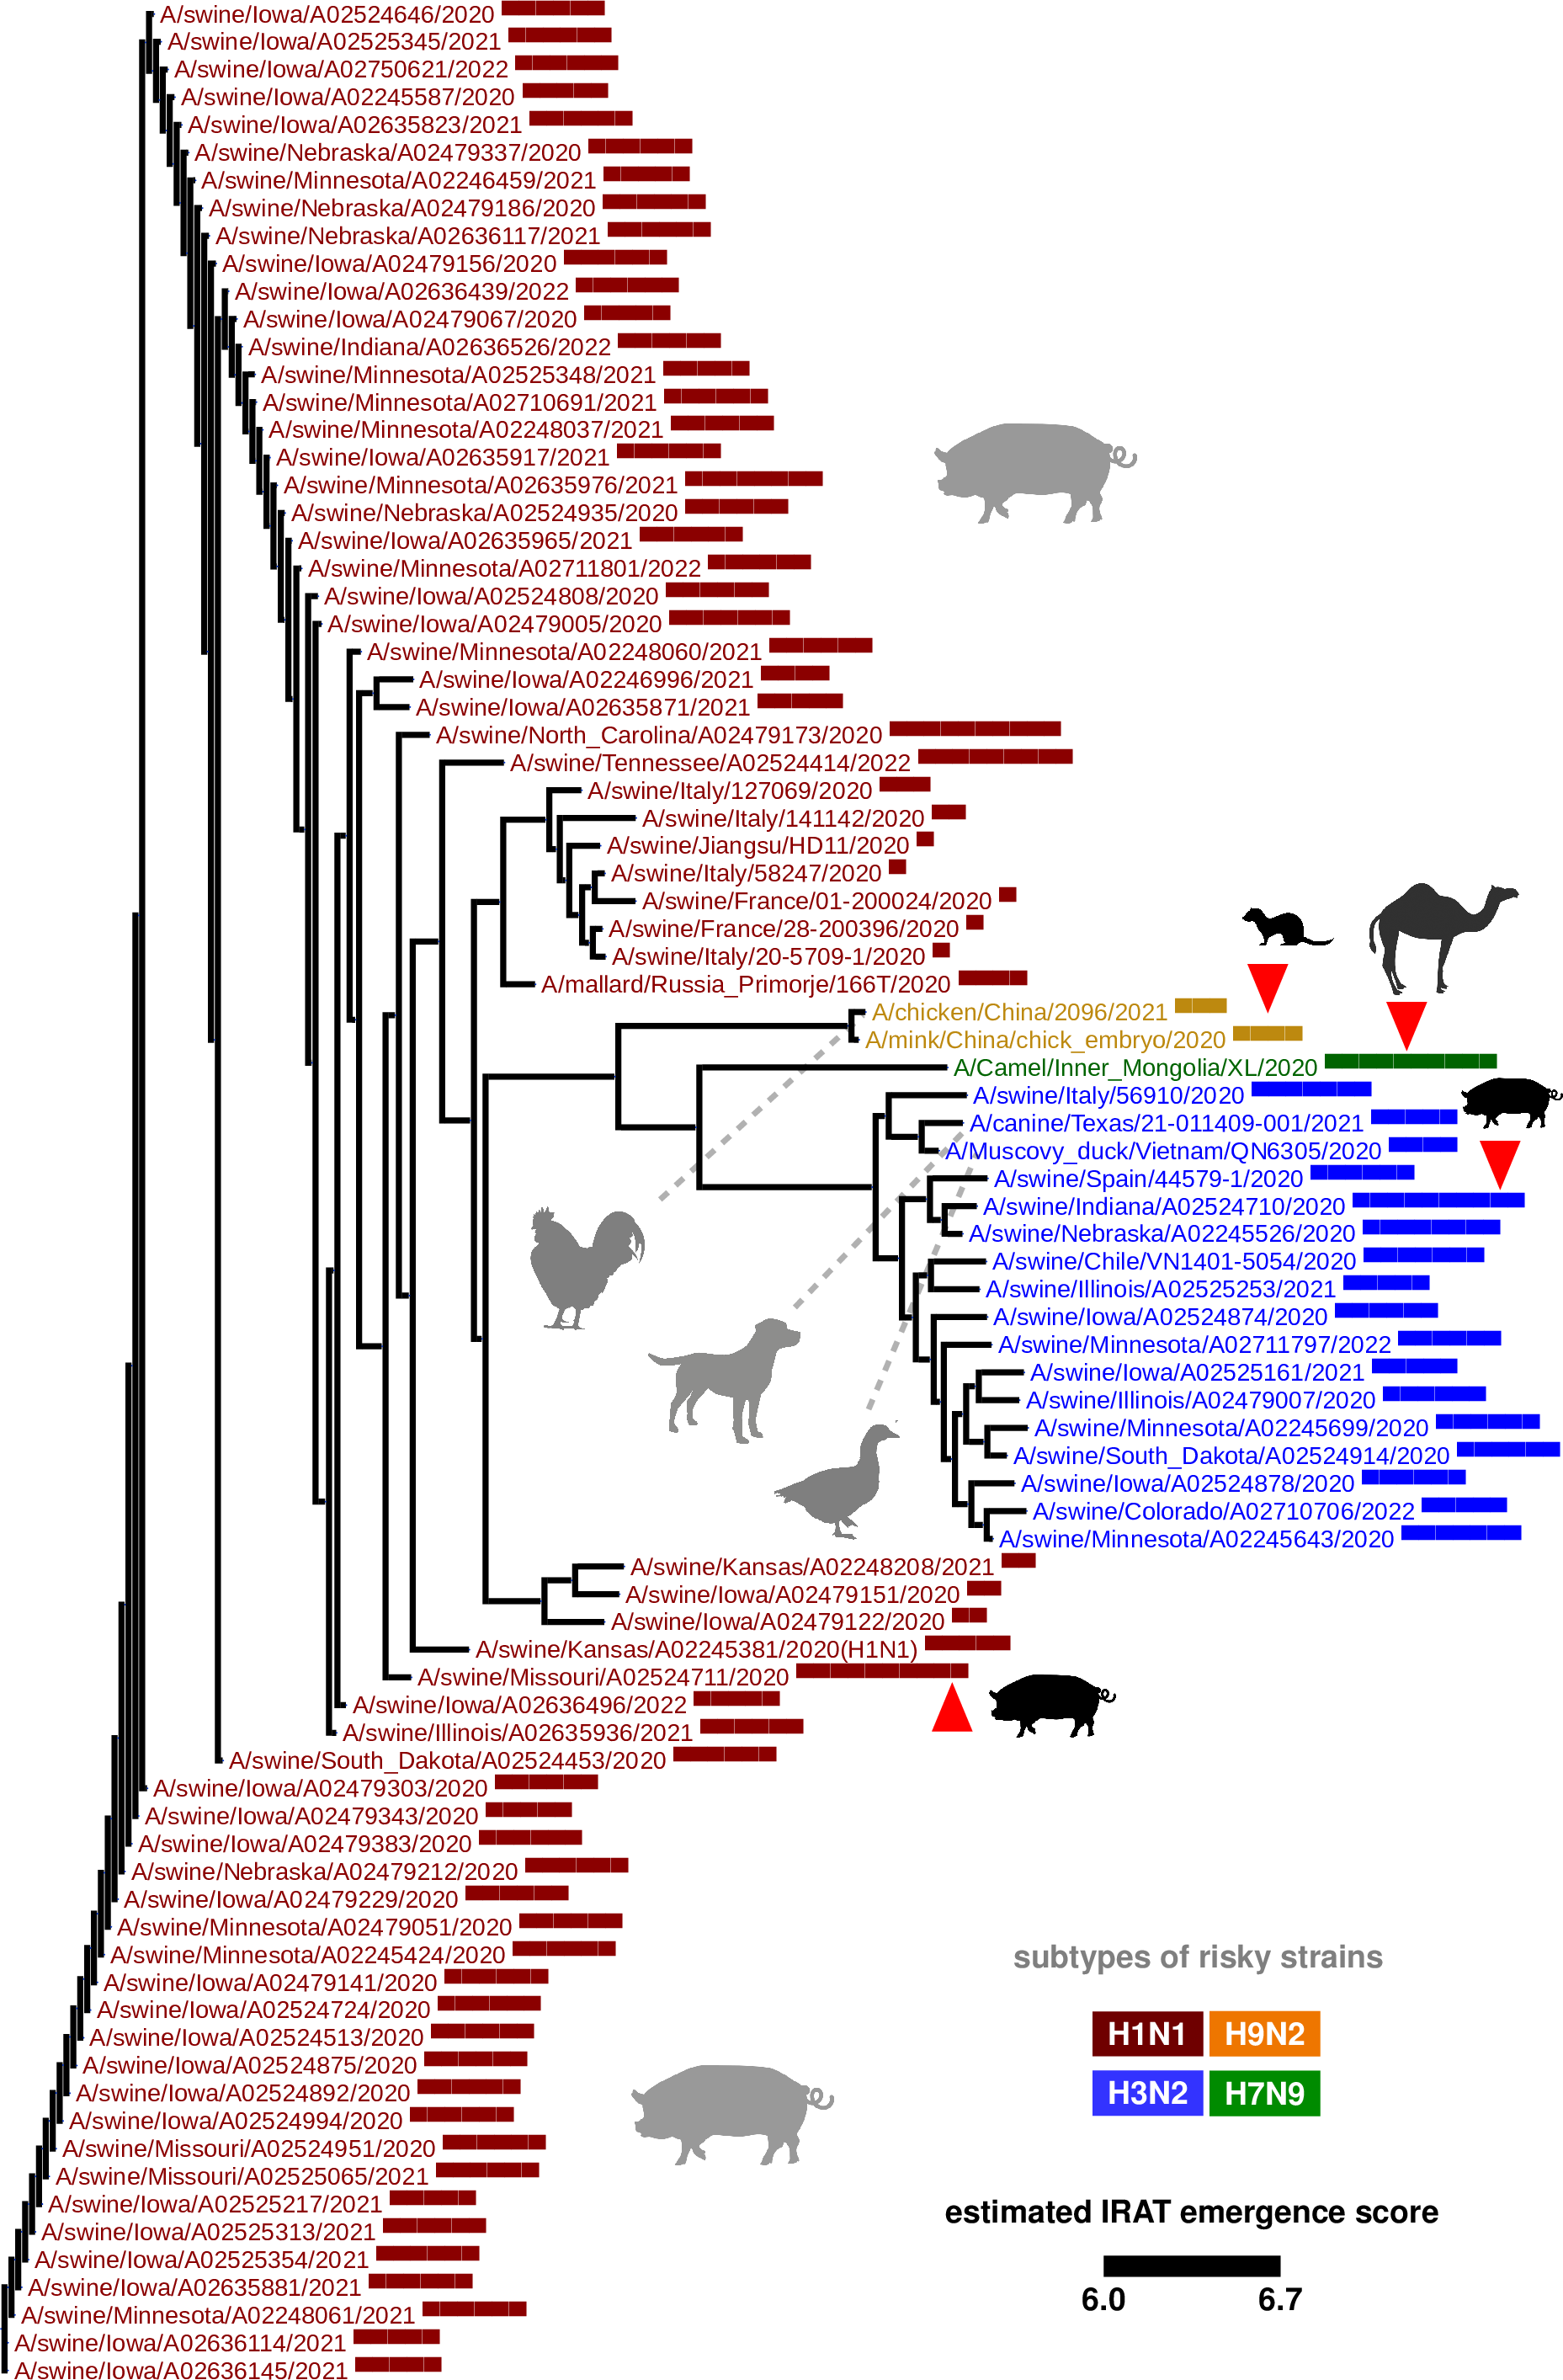 A/swine/Iowa/A02524646/2020
A/swine/Iowa/A02525345/2021
A/swine/Iowa/A02750621/2022
A/swine/Iowa/A02245587/2020
A/swine/Iowa/A02635823/2021
A/swine/Nebraska/A02479337/2020
A/swine/Minnesota/A02246459/2021
A/swine/Nebraska/A02479186/2020
A/swine/Nebraska/A02636117/2021
A/swine/Iowa/A02479156/2020
A/swine/Iowa/A02636439/2022
A/swine/Iowa/A02479067/2020
A/swine/Indiana/A02636526/2022
A/swine/Minnesota/A02525348/2021
A/swine/Minnesota/A02710691/2021
A/swine/Minnesota/A02248037/2021
A/swine/Iowa/A02635917/2021
A/swine/Minnesota/A02635976/2021
A/swine/Nebraska/A02524935/2020
A/swine/Iowa/A02635965/2021
A/swine/Minnesota/A02711801/2022
A/swine/Iowa/A02524808/2020
A/swine/Iowa/A02479005/2020
A/swine/Minnesota/A02248060/2021
A/swine/Iowa/A02246996/2021
A/swine/Iowa/A02635871/2021
A/swine/North_Carolina/A02479173/2020
A/swine/Tennessee/A02524414/2022
A/swine/Italy/127069/2020
A/swine/Italy/141142/2020
A/swine/Jiangsu/HD11/2020
A/swine/Italy/58247/2020
A/swine/France/01-200024/2020
A/swine/France/28-200396/2020
A/swine/Italy/20-5709-1/2020
A/mallard/Russia_Primorje/166T/2020
A/chicken/China/2096/2021
A/mink/China/chick_embryo/2020
A/Camel/Inner_Mongolia/XL/2020
A/swine/Italy/56910/2020
A/canine/Texas/21-011409-001/2021
A/Muscovy_duck/Vietnam/QN6305/2020
A/swine/Spain/44579-1/2020
A/swine/Indiana/A02524710/2020
A/swine/Nebraska/A02245526/2020
A/swine/Chile/VN1401-5054/2020
A/swine/Illinois/A02525253/2021
A/swine/Iowa/A02524874/2020
A/swine/Minnesota/A02711797/2022
A/swine/Iowa/A02525161/2021
A/swine/Illinois/A02479007/2020
A/swine/Minnesota/A02245699/2020
A/swine/South_Dakota/A02524914/2020
A/swine/Iowa/A02524878/2020
A/swine/Colorado/A02710706/2022
A/swine/Minnesota/A02245643/2020
A/swine/Kansas/A02248208/2021
A/swine/Iowa/A02479151/2020
A/swine/Iowa/A02479122/2020
A/swine/Kansas/A02245381/2020(H1N1)
A/swine/Missouri/A02524711/2020
A/swine/Iowa/A02636496/2022
A/swine/Illinois/A02635936/2021
A/swine/South_Dakota/A02524453/2020
A/swine/Iowa/A02479303/2020
A/swine/Iowa/A02479343/2020
A/swine/Iowa/A02479383/2020
A/swine/Nebraska/A02479212/2020
A/swine/Iowa/A02479229/2020
A/swine/Minnesota/A02479051/2020
A/swine/Minnesota/A02245424/2020
A/swine/Iowa/A02479141/2020
A/swine/Iowa/A02524724/2020
A/swine/Iowa/A02524513/2020
A/swine/Iowa/A02524875/2020
A/swine/Iowa/A02524892/2020
A/swine/Iowa/A02524994/2020
A/swine/Missouri/A02524951/2020
A/swine/Missouri/A02525065/2021
A/swine/Iowa/A02525217/2021
A/swine/Iowa/A02525313/2021
A/swine/Iowa/A02525354/2021
A/swine/Iowa/A02635881/2021
A/swine/Minnesota/A02248061/2021
A/swine/Iowa/A02636114/2021
A/swine/Iowa/A02636145/2021
subtypes of risky strains
H1N1 H9N2
H3N2 H7N9
estimated IRAT emergence score
6.0 6.7